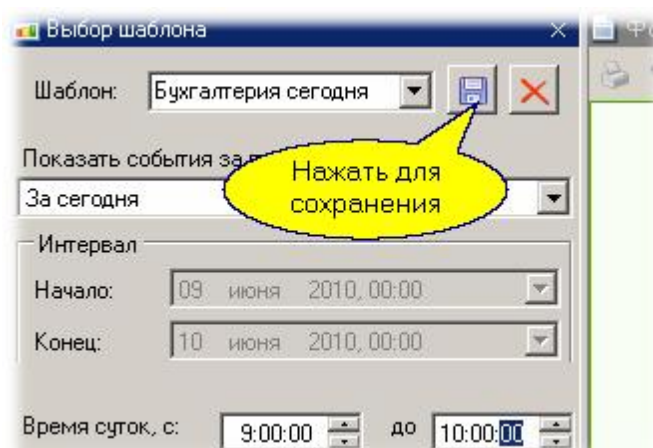 Выбор шаблона
Шаблон: Бухгалтерия сегодня
Показать события за
Нажать для
сохранения
За сегодня
Интервал
Начало: 09 июня 2010, 00:00
Конец: 10 июня 2010, 00:00
Время суток, с: 9:00:00 до 10:00:00